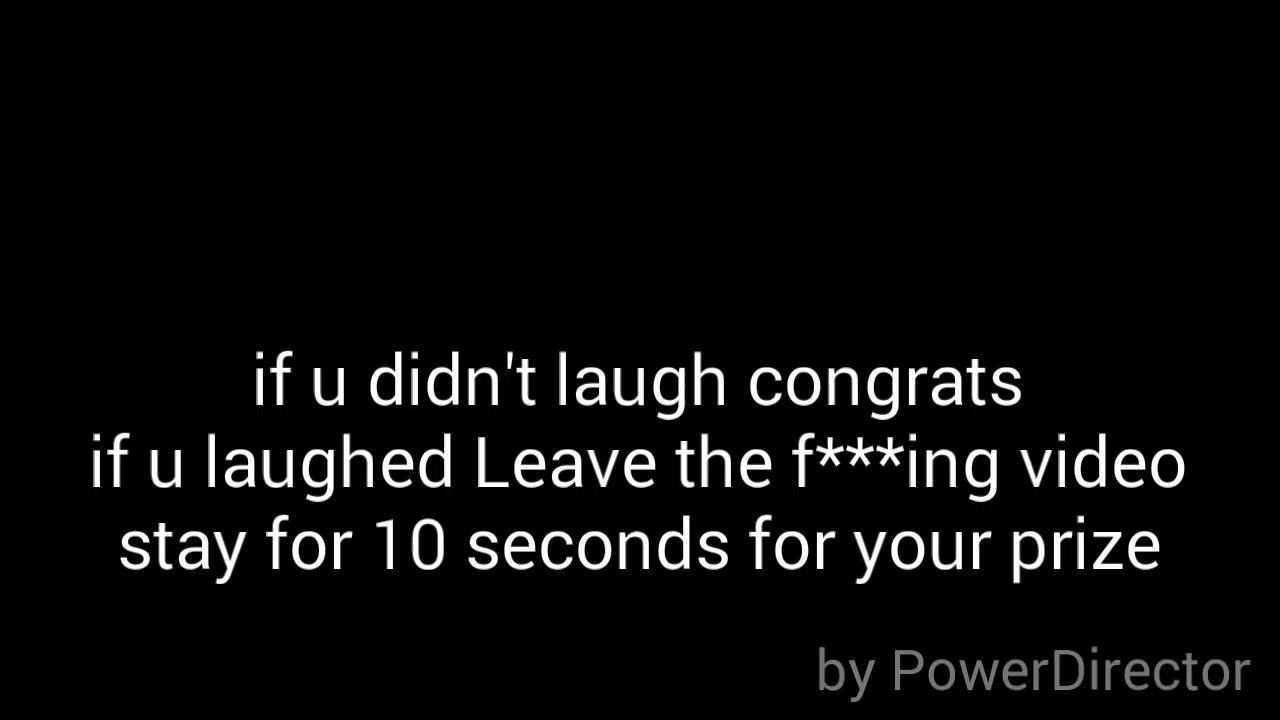 if u didn't laugh congrats
if u laughed Leave the f***ing video
stay for 10 seconds for your prize
by PowerDirector